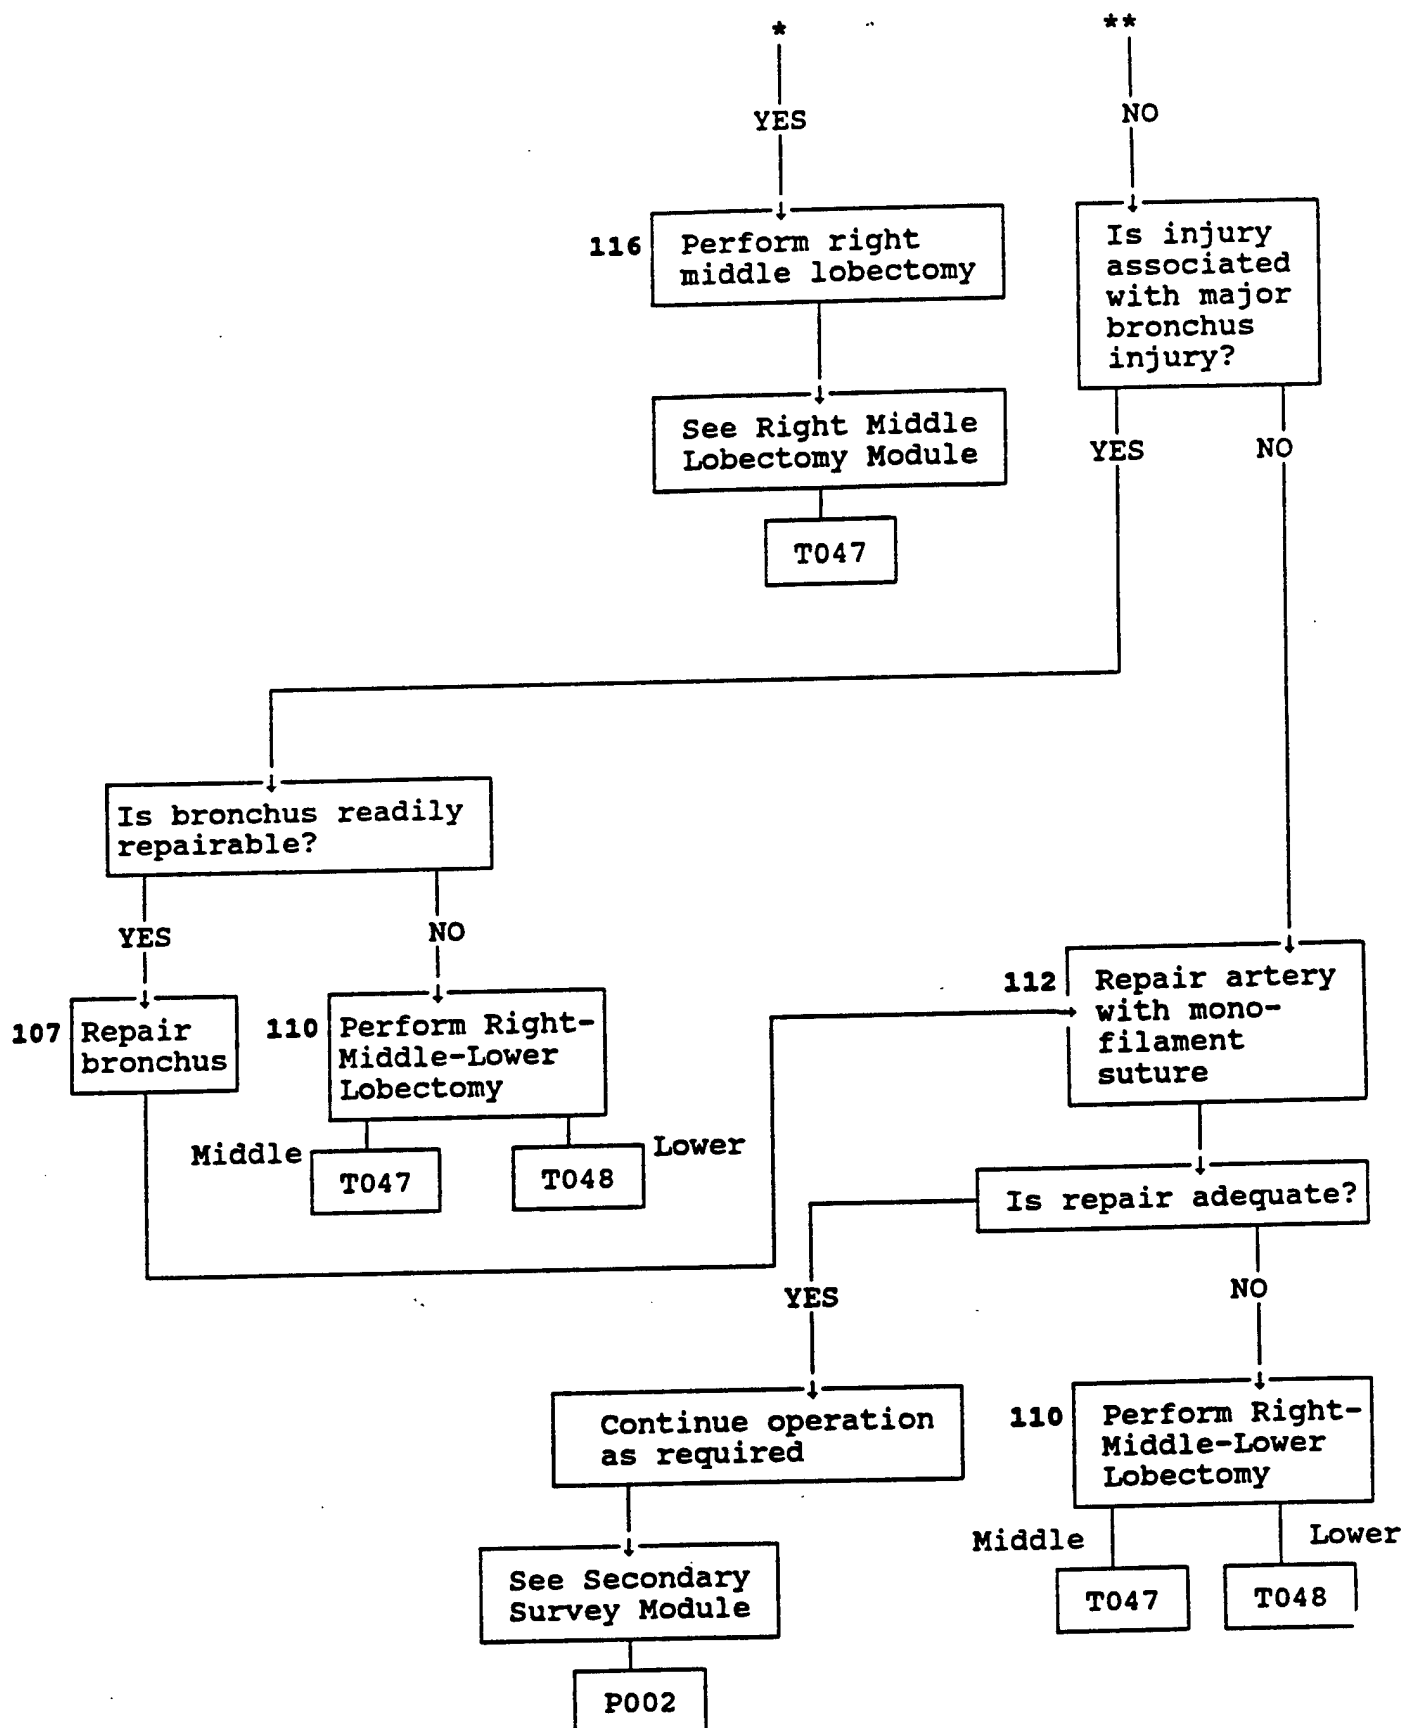 *
**
YES
NO
116
Perform right
middle lobectomy
Is injury
associated
with major
bronchus
injury?
See Right Middle
Lobectomy Module
YES
NO
T047
Is bronchus readily
repairable?
YES
NO
107
Repair
bronchus
110
Perform Right-
Middle-Lower
Lobectomy
Middle
T047
T048
Lower
112
Repair artery
with mono-
filament
suture
Is repair adequate?
YES
NO
Continue operation
as required
110
Perform Right-
Middle-Lower
Lobectomy
See Secondary
Survey Module
Middle
T047
T048
Lower
P002